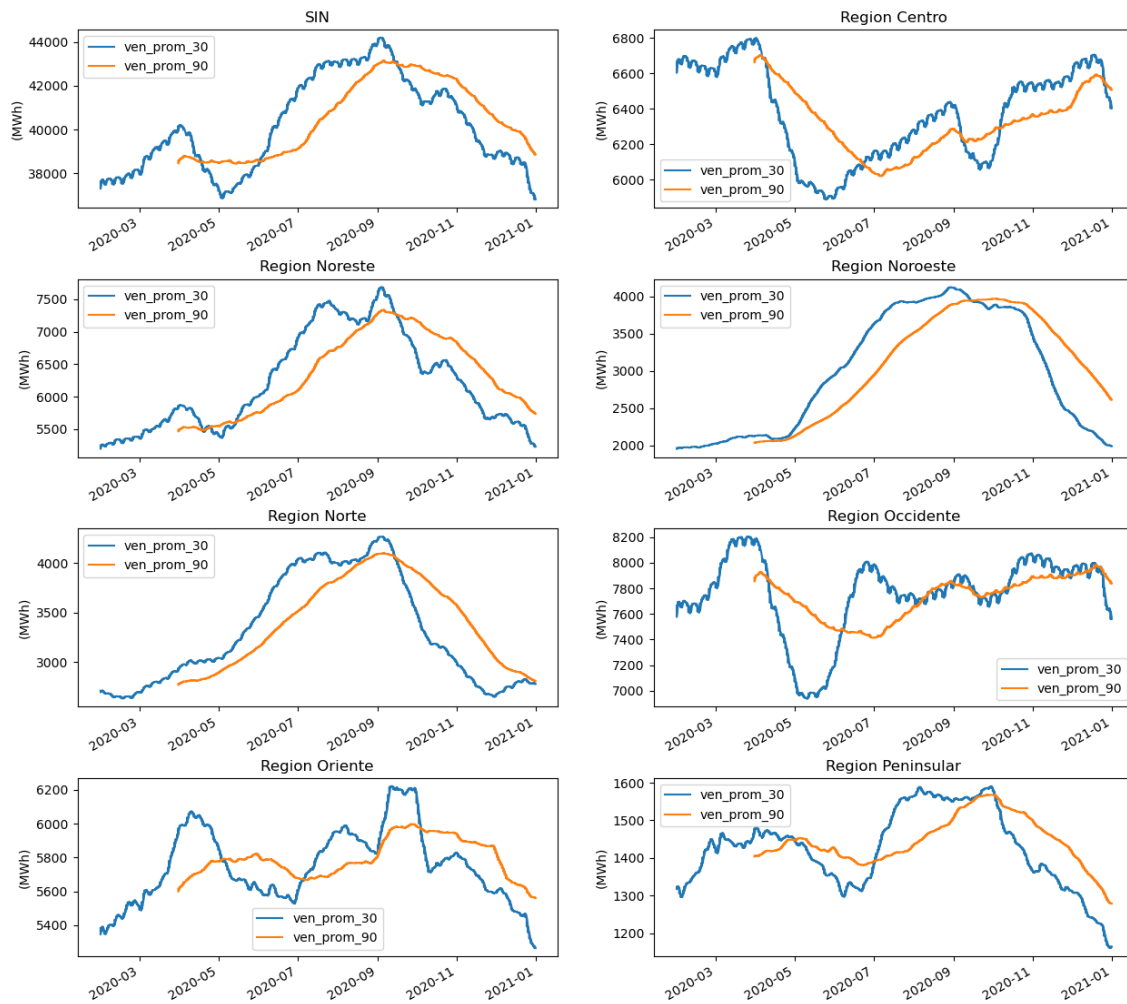 SIN
44000
42000
40000
38000
(MWh)
ven_prom_30
ven_prom_90
2020-03
2020-05
2020-07
2020-09
2020-11
2021-01
Region Centro
6800
6600
6400
6200
6000
(MWh)
ven_prom_30
ven_prom_90
2020-03
2020-05
2020-07
2020-09
2020-11
2021-01
Region Noreste
7500
7000
6500
6000
5500
(MWh)
ven_prom_30
ven_prom_90
2020-03
2020-05
2020-07
2020-09
2020-11
2021-01
Region Noroeste
4000
3500
3000
2500
2000
(MWh)
ven_prom_30
ven_prom_90
2020-03
2020-05
2020-07
2020-09
2020-11
2021-01
Region Norte
4000
3500
3000
(MWh)
ven_prom_30
ven_prom_90
2020-03
2020-05
2020-07
2020-09
2020-11
2021-01
Region Occidente
8200
8000
7800
7600
7400
7200
7000
(MWh)
ven_prom_30
ven_prom_90
2020-03
2020-05
2020-07
2020-09
2020-11
2021-01
Region Oriente
6200
6000
5800
5600
5400
(MWh)
ven_prom_30
ven_prom_90
2020-03
2020-05
2020-07
2020-09
2020-11
2021-01
Region Peninsular
1600
1500
1400
1300
1200
(MWh)
ven_prom_30
ven_prom_90
2020-03
2020-05
2020-07
2020-09
2020-11
2021-01